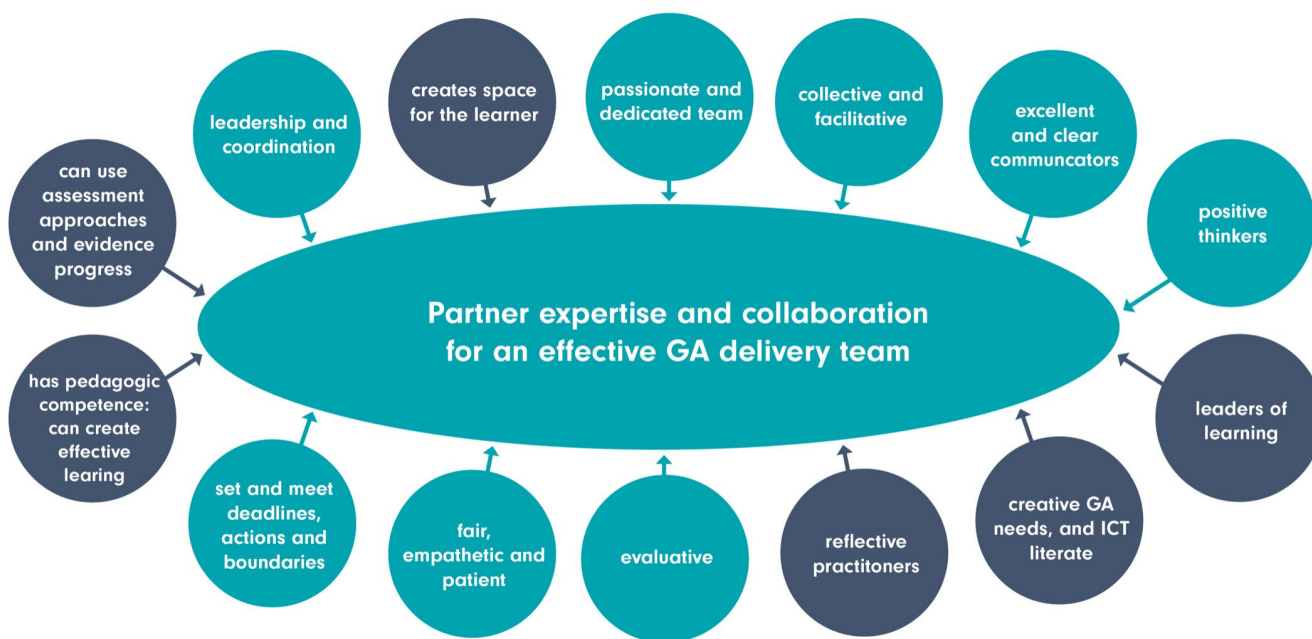 creates space
for the learner
passionate and
dedicated team
collective and
facilitative
leadership and
coordination
excellent
and clear
communcators
can use
assessment
approaches
and evidence
progress
positive
thinkers
Partner expertise and collaboration
for an effective GA delivery team
has pedagogic
competence:
can create
effective
learing
leaders of
learning
set and meet
deadlines,
actions and
boundaries
fair,
empathetic and
patient
evaluative
reflective
practitoners
creative GA
needs, and ICT
literate